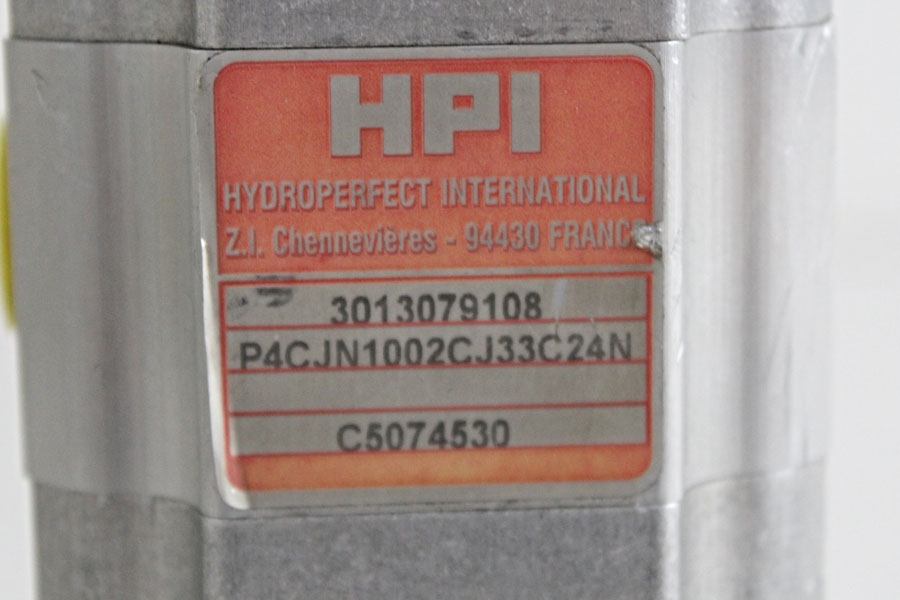 HPI
HYDROPERFECT INTERNATIONAL
Z.I. Chennevières - 94430 FRANCE
3013079108
P4CJN1002CJ33C24N
C5074530